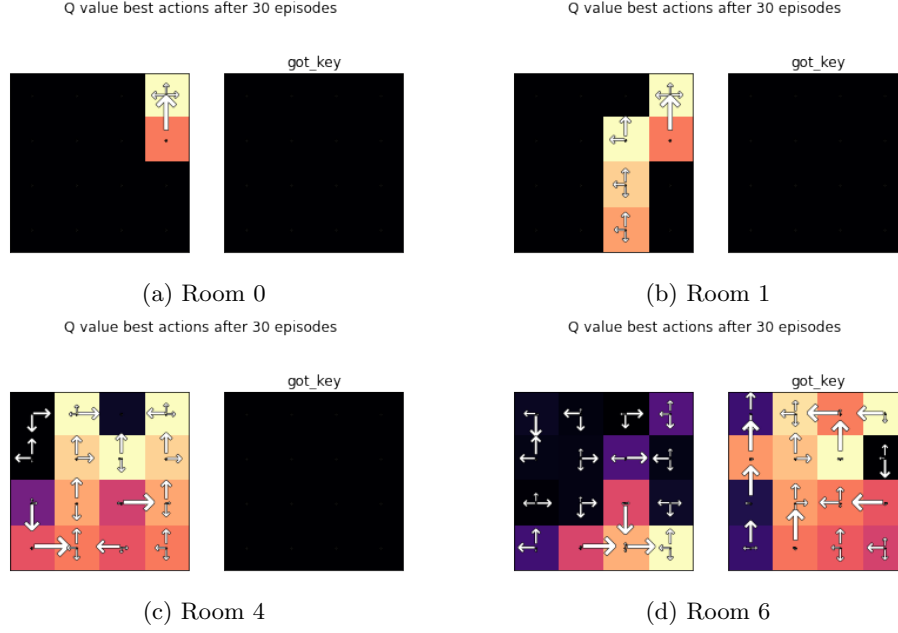 Q value best actions after 30 episodes
Q value best actions after 30 episodes
got_key
got_key
(a) Room 0
(b) Room 1
Q value best actions after 30 episodes
Q value best actions after 30 episodes
got_key
got_key
(c) Room 4
(d) Room 6